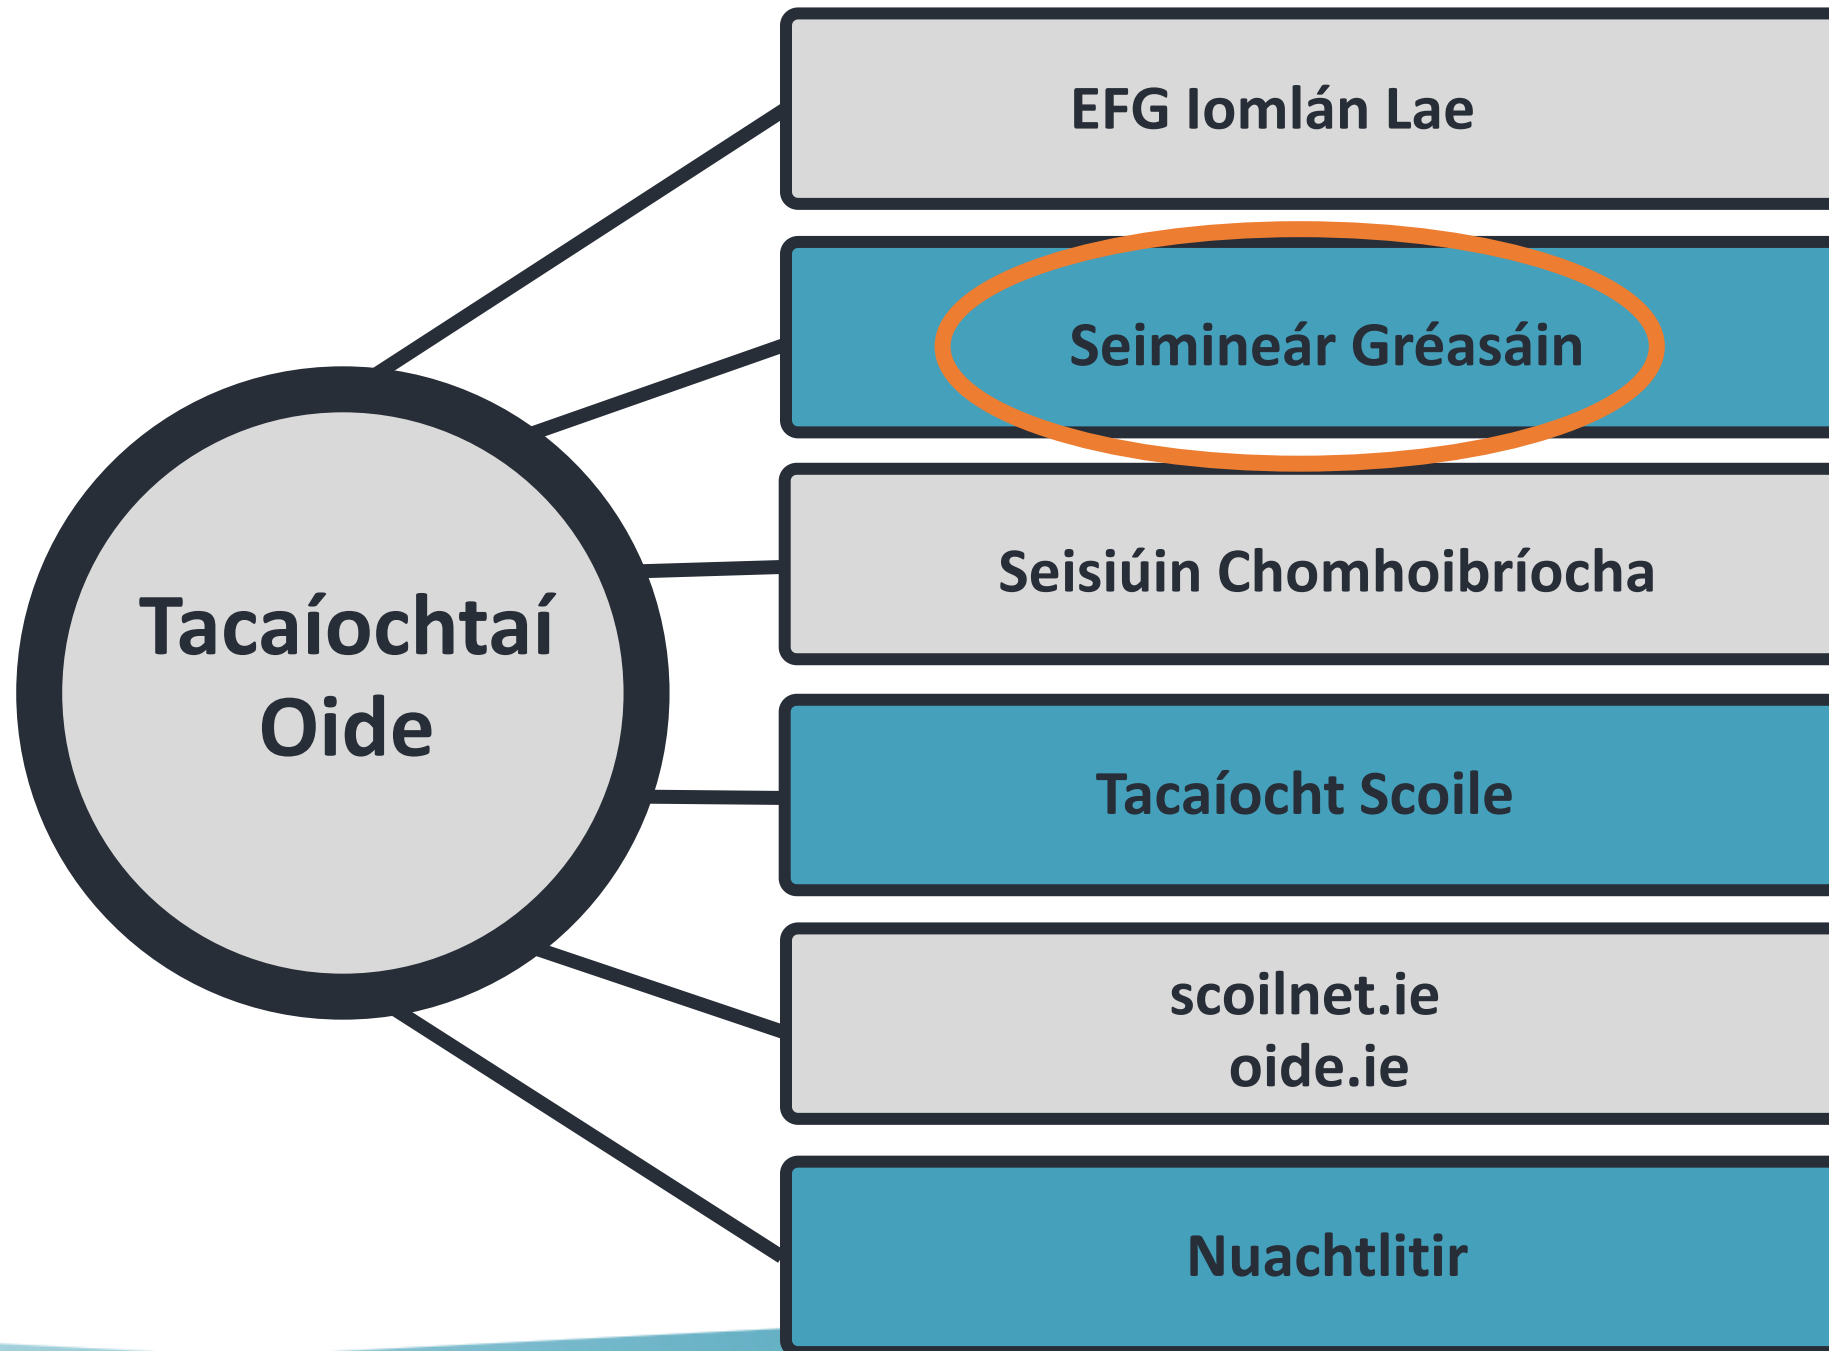 EFG Iomlán Lae
Seimineár Gréasáin
Seisiúin Chomhoibríocha
Tacaíochtaí
Oide
Tacaíocht Scoile
scoilnet.ie
oide.ie
Nuachtlitir